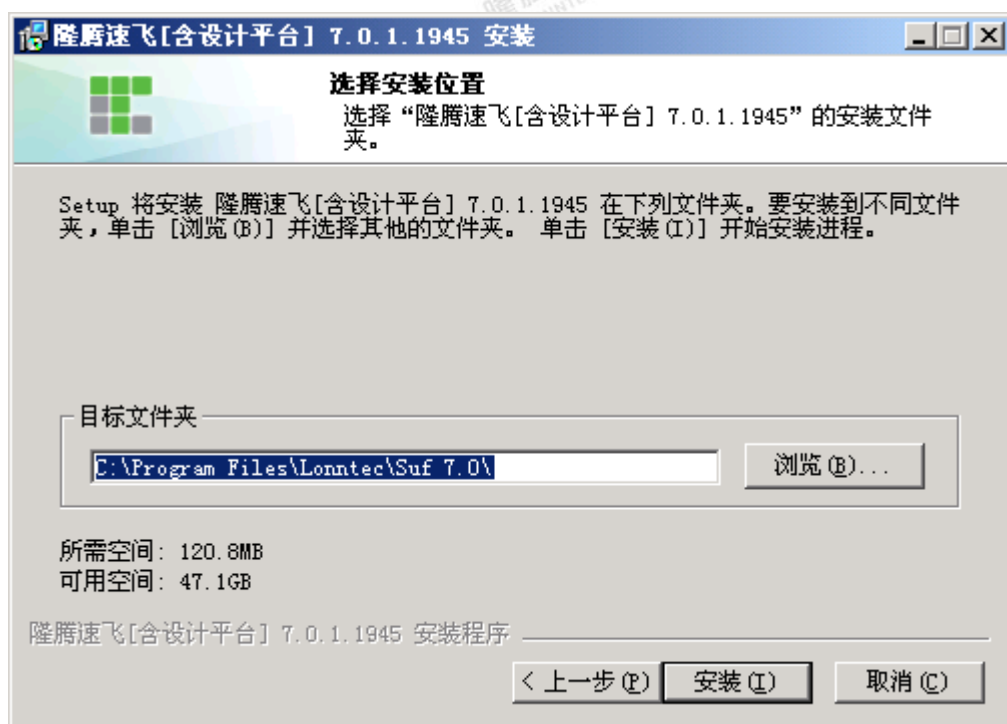 隆腾速飞[含设计平台] 7.0.1.1945 安装
选择安装位置
选择“隆腾速飞[含设计平台] 7.0.1.1945”的安装文件
夹。
Setup 将安装 隆腾速飞[含设计平台] 7.0.1.1945 在下列文件夹。要安装到不同文件
夹，单击 [浏览(B)] 并选择其他的文件夹。 单击 [安装(I)] 开始安装进程。
目标文件夹
C:\Program Files\Lonntec\Suf 7.0\
浏览(B)...
所需空间: 120.8MB
可用空间: 47.1GB
隆腾速飞[含设计平台] 7.0.1.1945 安装程序
< 上一步(P)
安装(I)
取消(C)